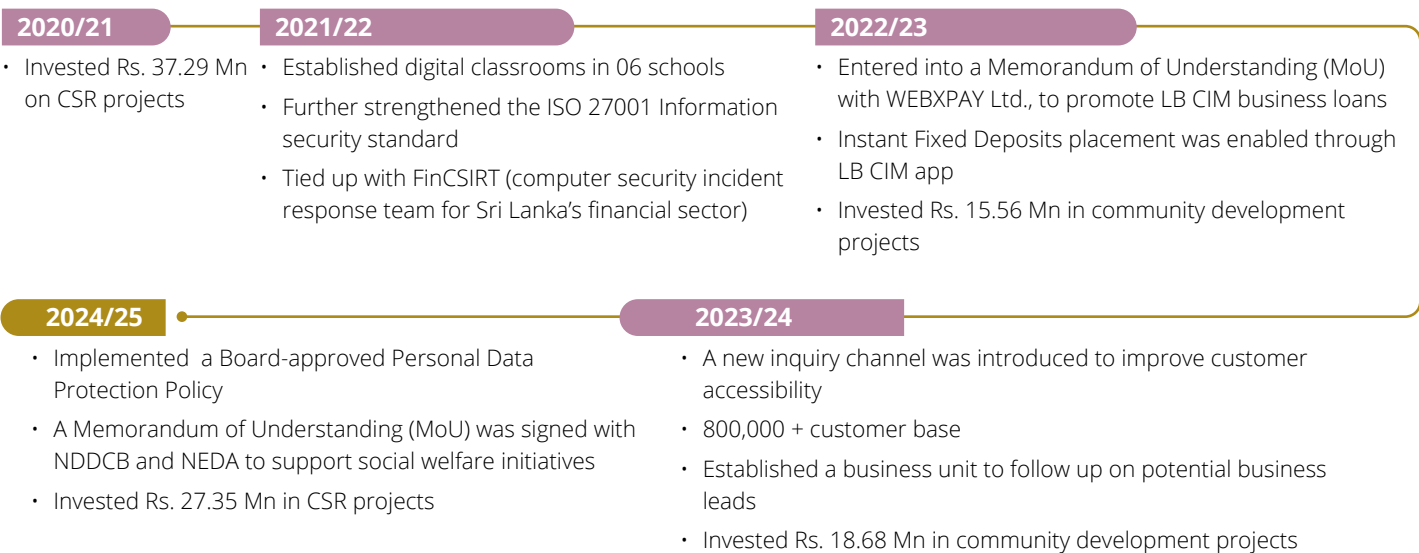 2020/21
• Invested Rs. 37.29 Mn
on CSR projects
2021/22
• Established digital classrooms in 06 schools
• Further strengthened the ISO 27001 Information
security standard
• Tied up with FinCSIRT (computer security incident
response team for Sri Lanka's financial sector)
2022/23
• Entered into a Memorandum of Understanding (MoU)
with WEBXPAY Ltd., to promote LB CIM business loans
• Instant Fixed Deposits placement was enabled through
LB CIM app
• Invested Rs. 15.56 Mn in community development
projects
2023/24
• A new inquiry channel was introduced to improve customer
accessibility
• 800,000 + customer base
• Established a business unit to follow up on potential business
leads
• Invested Rs. 18.68 Mn in community development projects
2024/25
• Implemented a Board-approved Personal Data
Protection Policy
• A Memorandum of Understanding (MoU) was signed with
NDDCB and NEDA to support social welfare initiatives
• Invested Rs. 27.35 Mn in CSR projects